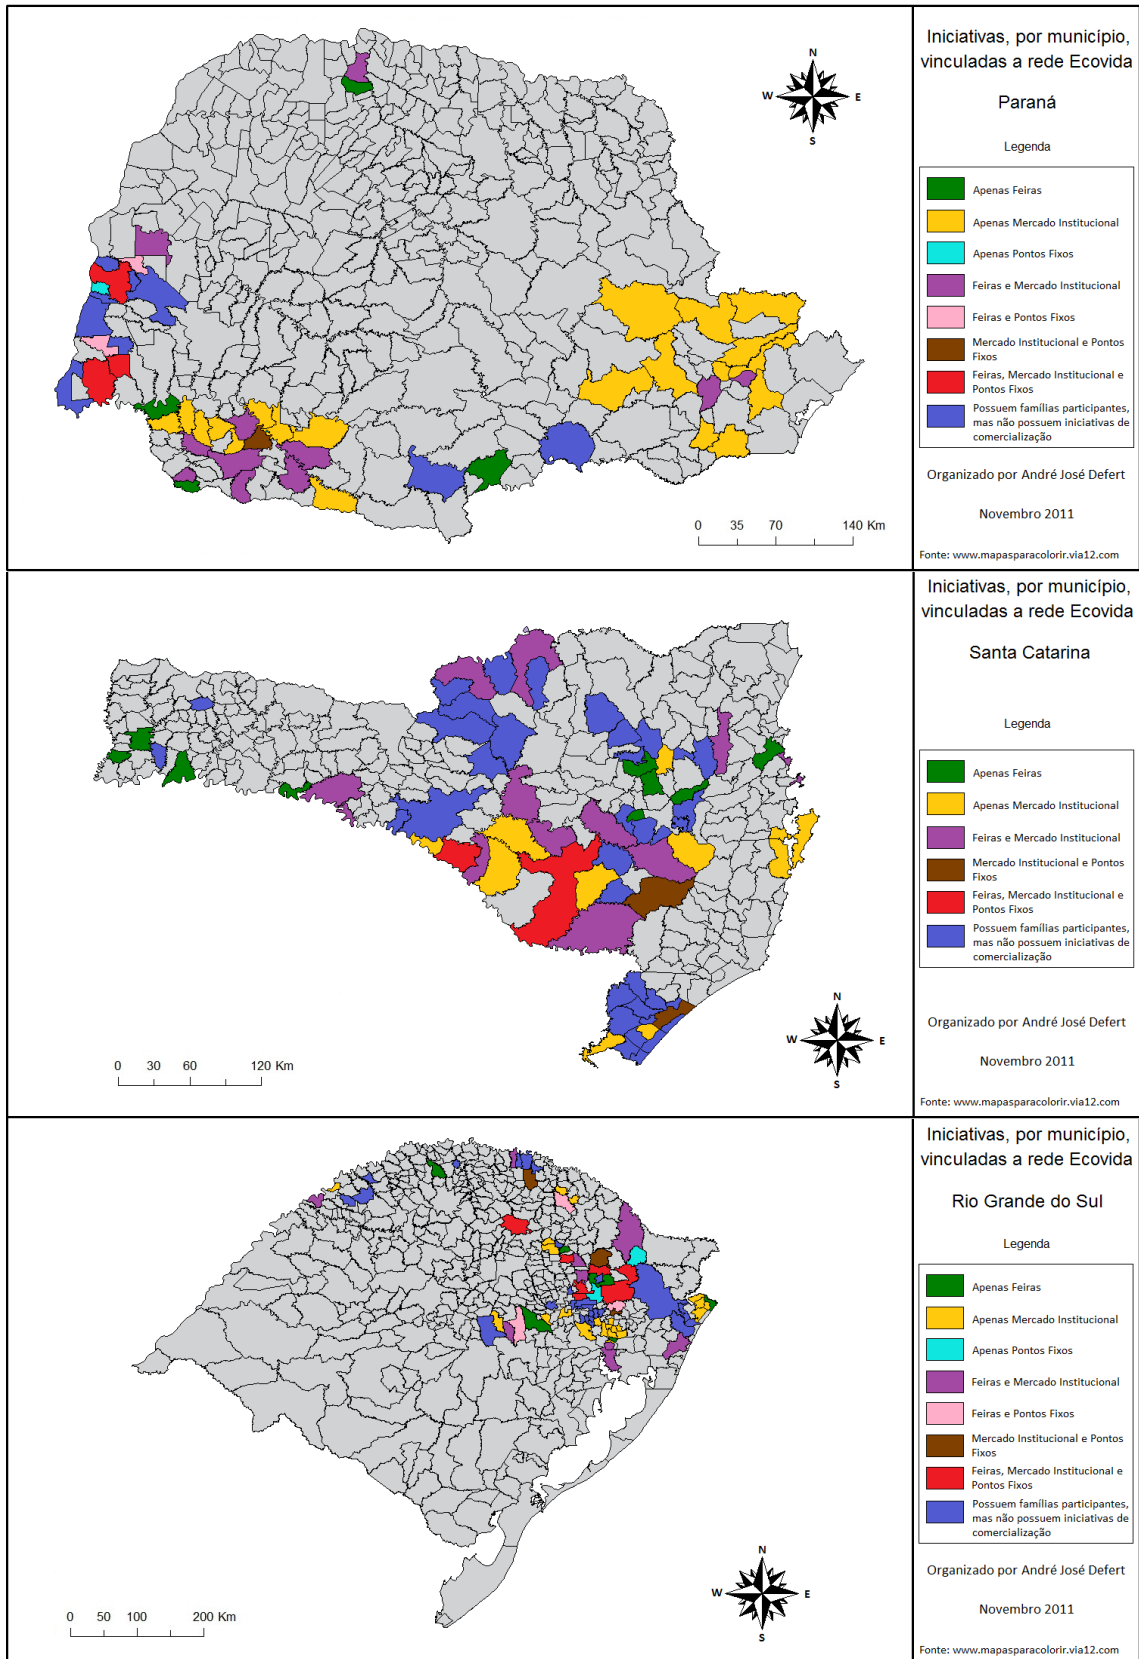 Iniciativas, por município,
vinculadas a rede Ecovida
Paraná
Legenda
Apenas Feiras
Apenas Mercado Institucional
Apenas Pontos Fixos
Feiras e Mercado Institucional
Feiras e Pontos Fixos
Mercado Institucional e Pontos
Fixos
Feiras, Mercado Institucional e
Pontos Fixos
Possuem famílias participantes,
mas não possuem iniciativas de
comercialização
Organizado por André José Defert
Novembro 2011
Fonte: www.mapasparacolorir.via12.com
N
W E
S
0 35 70 140 Km
Iniciativas, por município,
vinculadas a rede Ecovida
Santa Catarina
Legenda
Apenas Feiras
Apenas Mercado Institucional
Feiras e Mercado Institucional
Mercado Institucional e Pontos
Fixos
Feiras, Mercado Institucional e
Pontos Fixos
Possuem famílias participantes,
mas não possuem iniciativas de
comercialização
Organizado por André José Defert
Novembro 2011
Fonte: www.mapasparacolorir.via12.com
N
W E
S
0 30 60 120 Km
Iniciativas, por município,
vinculadas a rede Ecovida
Rio Grande do Sul
Legenda
Apenas Feiras
Apenas Mercado Institucional
Apenas Pontos Fixos
Feiras e Mercado Institucional
Feiras e Pontos Fixos
Mercado Institucional e Pontos
Fixos
Feiras, Mercado Institucional e
Pontos Fixos
Possuem famílias participantes,
mas não possuem iniciativas de
comercialização
Organizado por André José Defert
Novembro 2011
Fonte: www.mapasparacolorir.via12.com
N
W E
S
0 50 100 200 Km